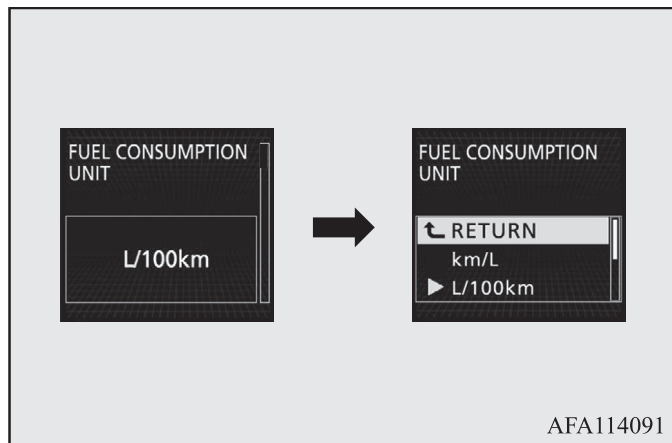 FUEL CONSUMPTION
UNIT
L/100km
FUEL CONSUMPTION
UNIT
RETURN
km/L
L/100km
AFA114091